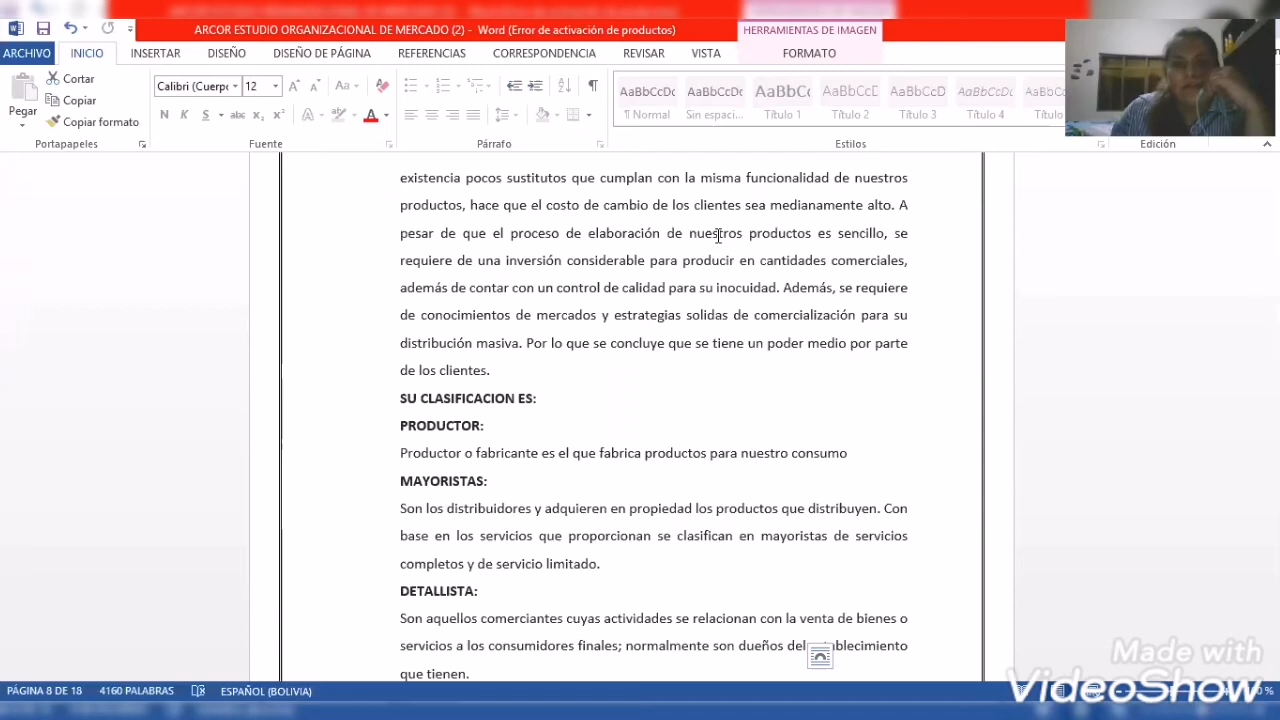 ARCOR ESTUDIO ORGANIZACIONAL DE MERCADO (2) - Word (Error de activación de productos)
HERRAMIENTAS DE IMAGEN
ARCHIVO INICIO INSERTAR DISEÑO DISEÑO DE PÁGINA REFERENCIAS CORRESPONDENCIA REVISAR VISTA FORMATO
Cortar
Copiar
Copiar formato
Pegar
Calibri (Cuerpo 12
AaBbCcDc AaBbCcDc AaBbCc AaBbCcD AaBbCcD AaBbCcD AaBbCcD
¶ Normal Sin espaci... Título 1 Título 2 Título 3 Título 4
Portapapeles Fuente Párrafo Estilos Edición
existencia pocos sustitutos que cumplan con la misma funcionalidad de nuestros
productos, hace que el costo de cambio de los clientes sea medianamente alto. A
pesar de que el proceso de elaboración de nuestros productos es sencillo, se
requiere de una inversión considerable para producir en cantidades comerciales,
además de contar con un control de calidad para su inocuidad. Además, se requiere
de conocimientos de mercados y estrategias solidas de comercialización para su
distribución masiva. Por lo que se concluye que se tiene un poder medio por parte
de los clientes.
SU CLASIFICACION ES:
PRODUCTOR:
Productor o fabricante es el que fabrica productos para nuestro consumo
MAYORISTAS:
Son los distribuidores y adquieren en propiedad los productos que distribuyen. Con
base en los servicios que proporcionan se clasifican en mayoristas de servicios
completos y de servicio limitado.
DETALLISTA:
Son aquellos comerciantes cuyas actividades se relacionan con la venta de bienes o
servicios a los consumidores finales; normalmente son dueños del
que tienen.
PÁGINA 8 DE 18 4160 PALABRAS ESPAÑOL (BOLIVIA)
Made with
VideoShow